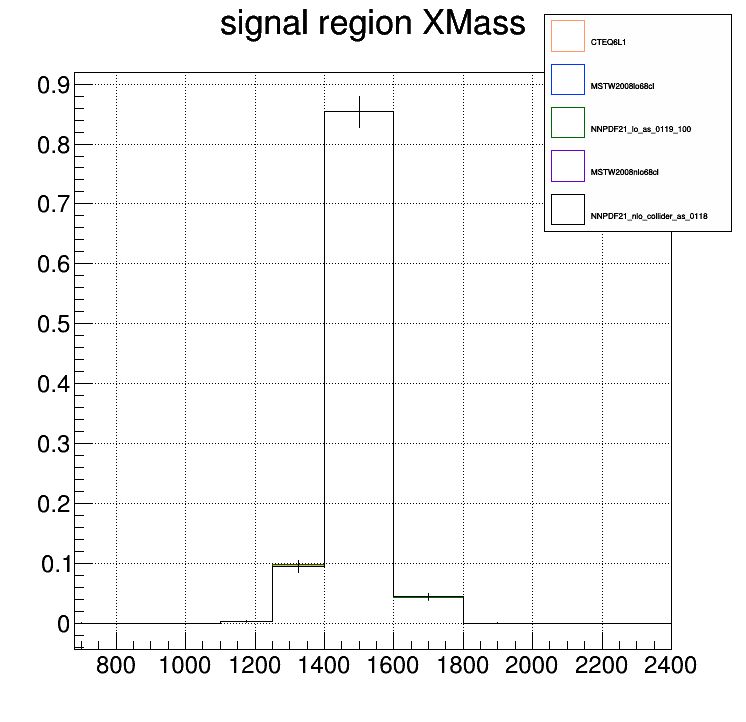 signal region XMass
CTEQ6L1
MSTW2008lo68cl
NNPDF21_lo_as_0119_100
MSTW2008nlo68cl
NNPDF21_nlo_collider_as_0118
0.9
0.8
0.7
0.6
0.5
0.4
0.3
0.2
0.1
0
800 1000 1200 1400 1600 1800 2000 2200 2400